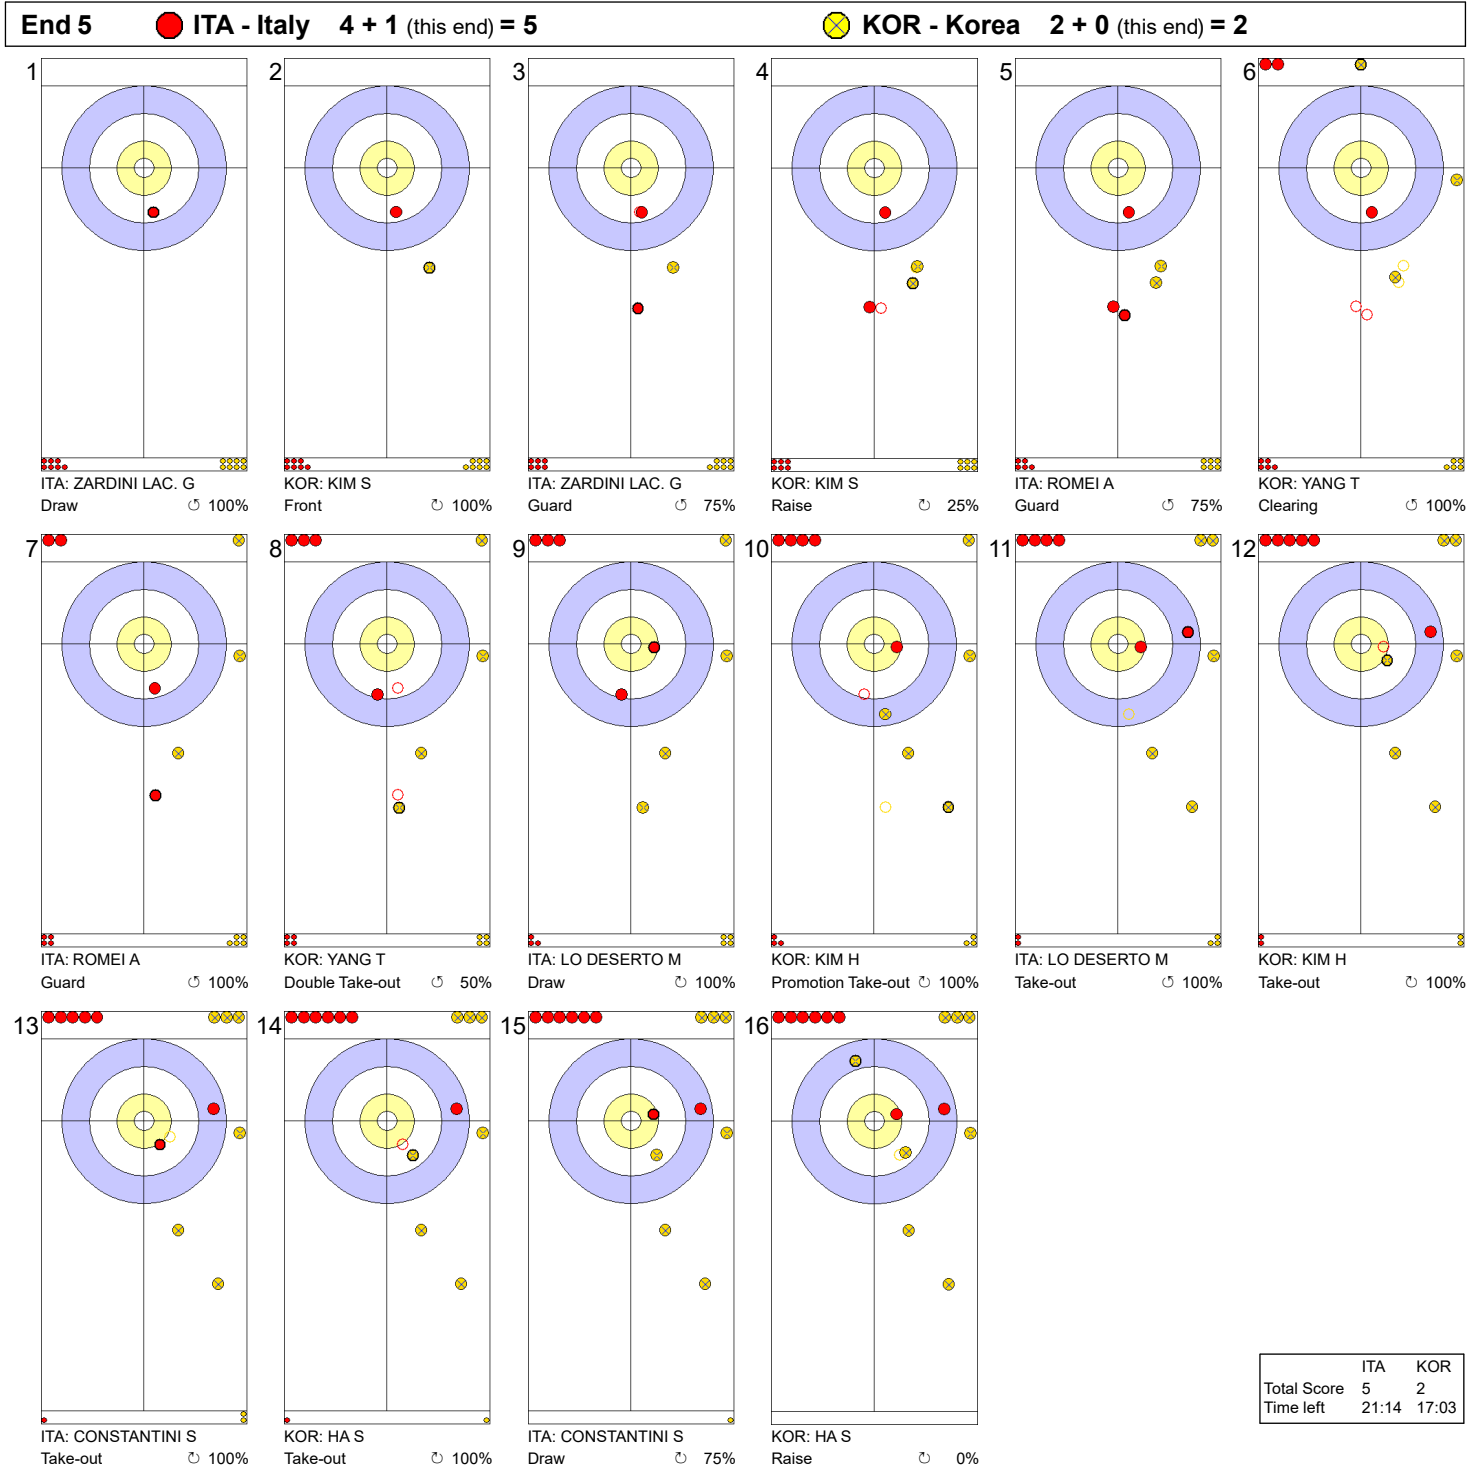 End 5 ITA - Italy 4 + 1 (this end) = 5 KOR - Korea 2 + 0 (this end) = 2
1 2 3 4 5 6
ITA: ZARDINI LAC. G KOR: KIM S ITA: ZARDINI LAC. G KOR: KIM S ITA: ROMEI A KOR: YANG T
Draw 100% Front 100% Guard 75% Raise 25% Guard 75% Clearing 100%
7 8 9 10 11 12
ITA: ROMEI A KOR: YANG T ITA: LO DESERTO M KOR: KIM H ITA: LO DESERTO M KOR: KIM H
Guard 100% Double Take-out 50% Draw 100% Promotion Take-out 100% Take-out 100% Take-out 100%
13 14 15 16
ITA: CONSTANTINI S KOR: HA S ITA: CONSTANTINI S KOR: HA S
Take-out 100% Take-out 100% Draw 75% Raise 0%
ITA KOR
Total Score 5 2
Time left 21:14 17:03